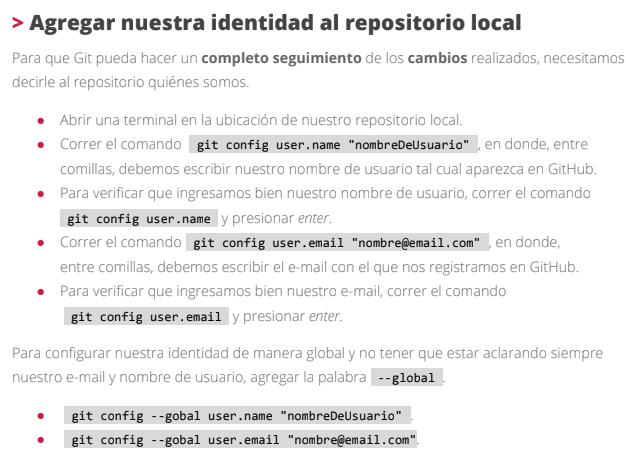 > Agregar nuestra identidad al repositorio local
Para que Git pueda hacer un completo seguimiento de los cambios realizados, necesitamos
decirle al repositorio quiénes somos.
● Abrir una terminal en la ubicación de nuestro repositorio local.
● Correr el comando git config user.name "nombreDeUsuario" , en donde, entre
comillas, debemos escribir nuestro nombre de usuario tal cual aparezca en GitHub.
● Para verificar que ingresamos bien nuestro nombre de usuario, correr el comando
git config user.name y presionar enter.
● Correr el comando git config user.email "nombre@email.com" , en donde,
entre comillas, debemos escribir el e-mail con el que nos registramos en GitHub.
● Para verificar que ingresamos bien nuestro e-mail, correr el comando
git config user.email y presionar enter.
Para configurar nuestra identidad de manera global y no tener que estar aclarando siempre
nuestro e-mail y nombre de usuario, agregar la palabra --global .
● git config --gobal user.name "nombreDeUsuario" .
● git config --gobal user.email "nombre@email.com".